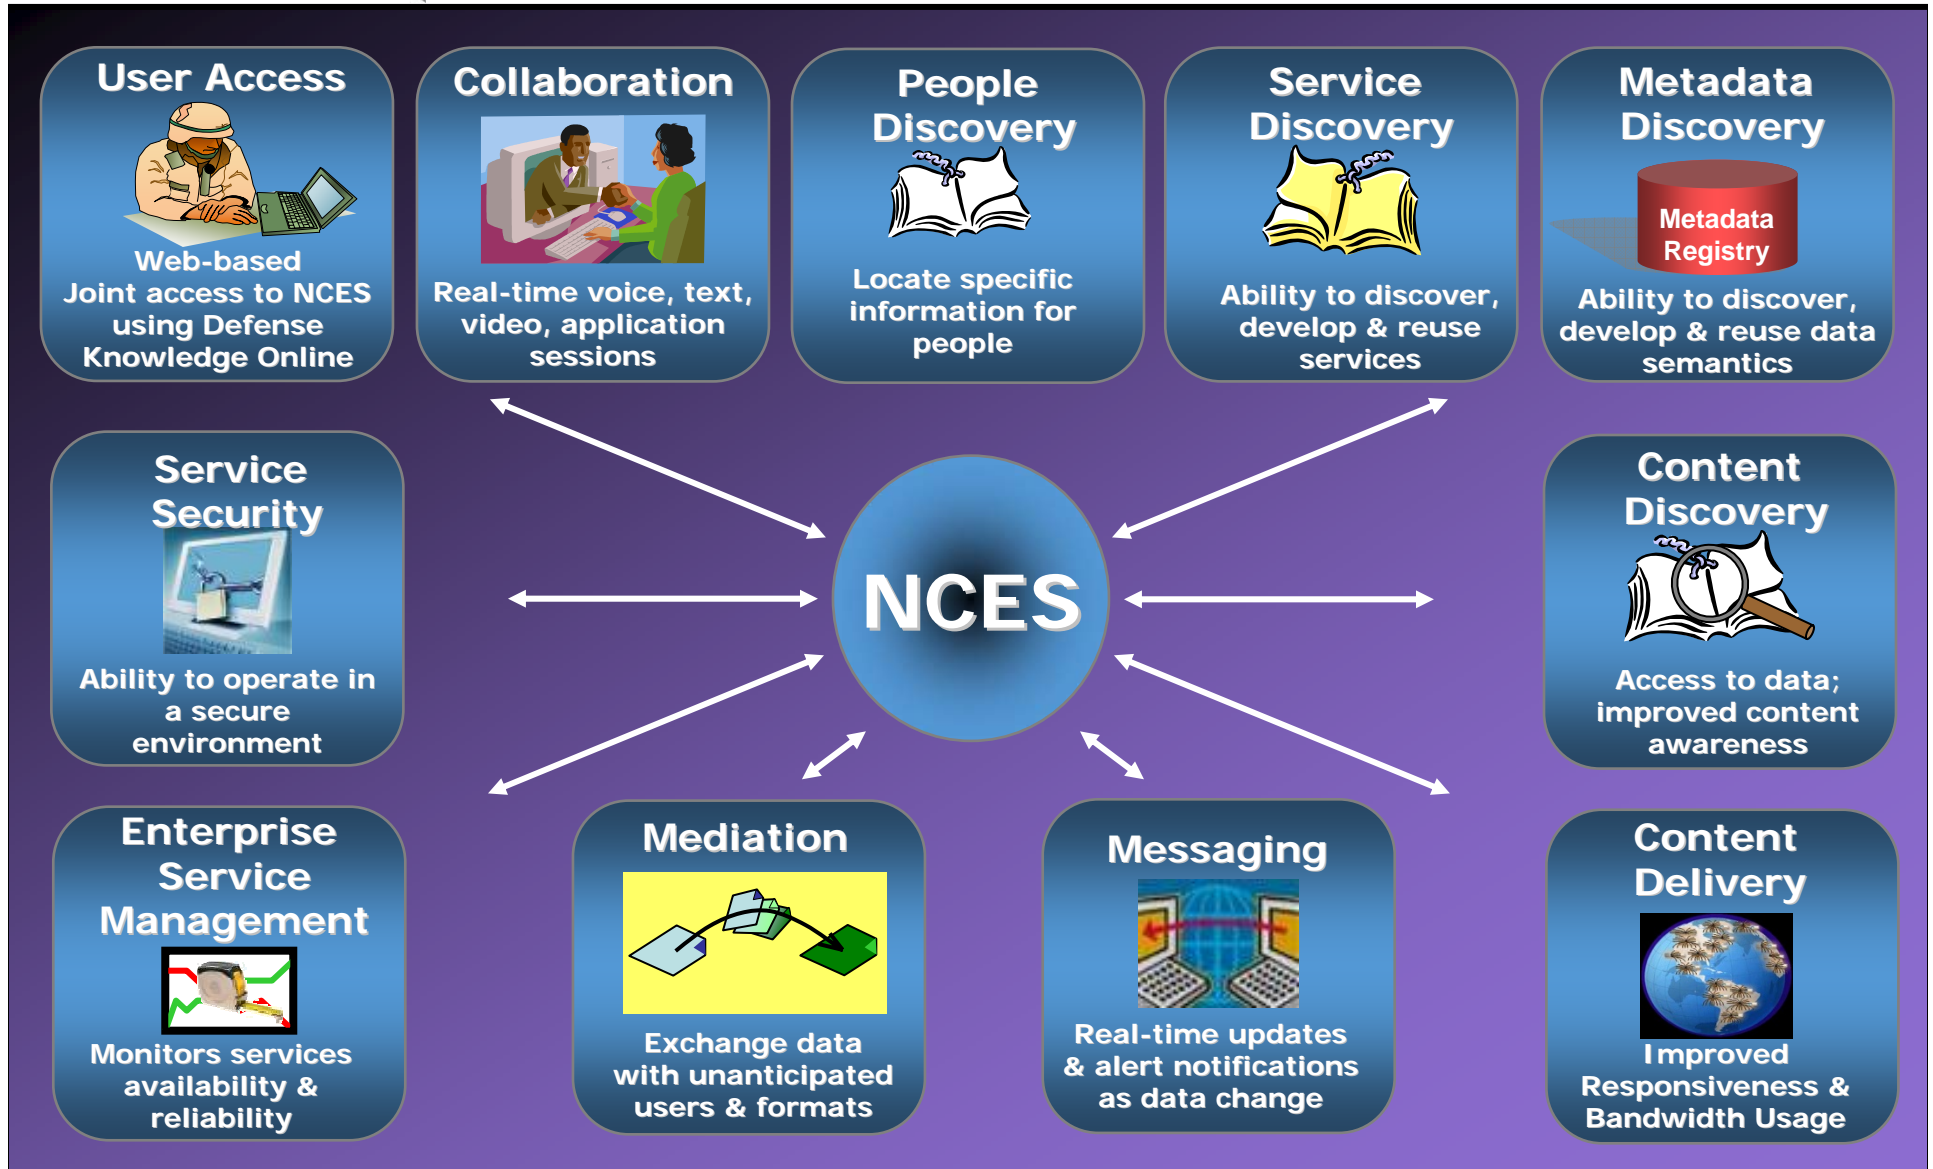 User Access
Web-based
Joint access to NCES
using Defense
Knowledge Online
Collaboration
Real-time voice, text,
video, application
sessions
People
Discovery
Locate specific
information for
people
Service
Discovery
Ability to discover,
develop & reuse
services
Metadata
Discovery
Metadata
Registry
Ability to discover,
develop & reuse data
semantics
Service
Security
Ability to operate in
a secure
environment
NCES
Content
Discovery
Access to data;
improved content
awareness
Enterprise
Service
Management
Monitors services
availability &
reliability
Mediation
Exchange data
with unanticipated
users & formats
Messaging
Real-time updates
& alert notifications
as data change
Content
Delivery
Improved
Responsiveness &
Bandwidth Usage